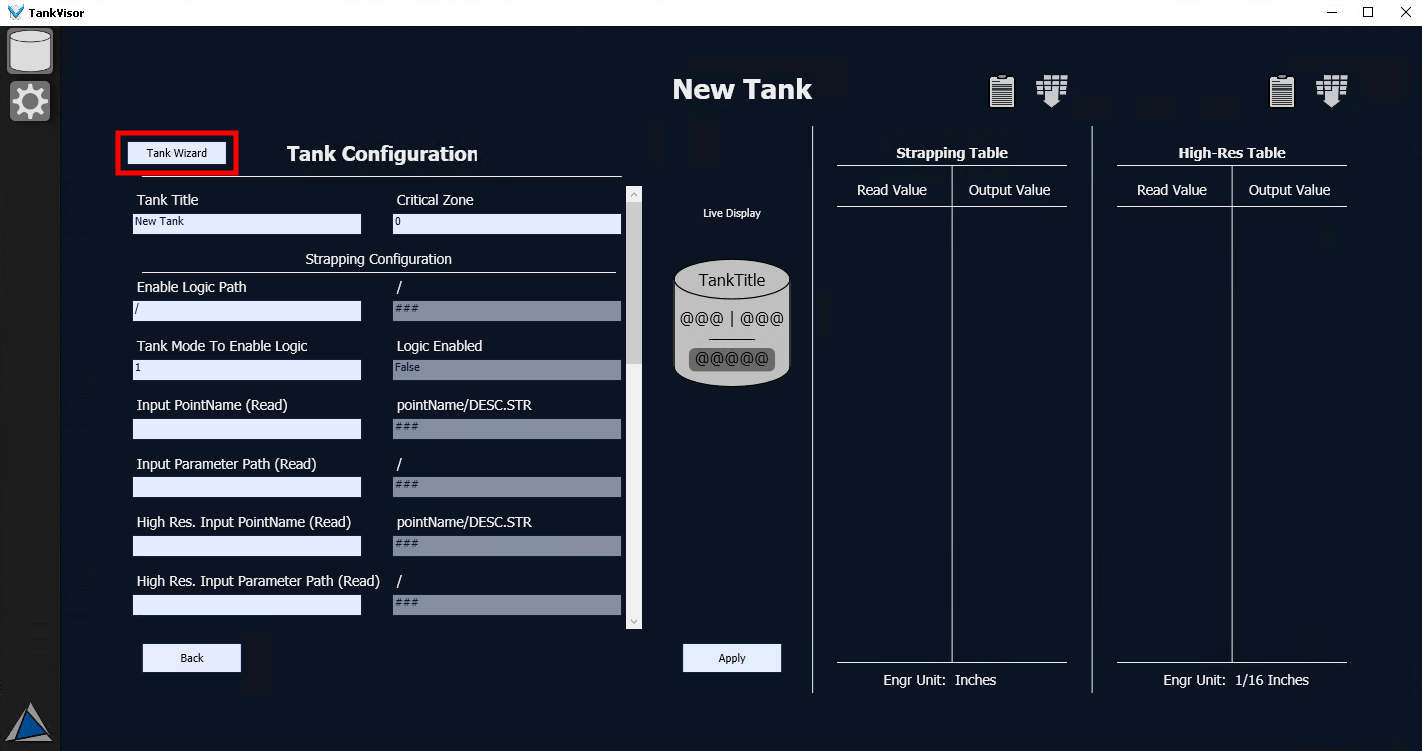 TankVisor
New Tank
Tank Wizard
Tank Configuration
Tank Title
Critical Zone
New Tank
0
Strapping Configuration
Enable Logic Path
/
/
###
Tank Mode To Enable Logic
Logic Enabled
1
False
Input PointName (Read)
pointName/DESC.STR
###
Input Parameter Path (Read)
/
###
High Res. Input PointName (Read)
pointName/DESC.STR
###
High Res. Input Parameter Path (Read)
/
###
Back
Live Display
TankTitle
@@@ | @@@
@@@@@
Apply
Strapping Table
Read Value
Output Value
Engr Unit: Inches
High-Res Table
Read Value
Output Value
Engr Unit: 1/16 Inches